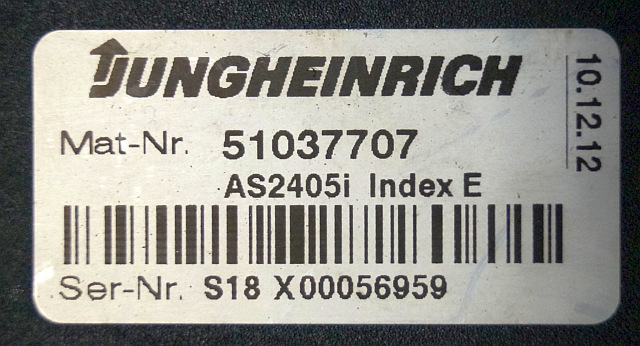 JUNGHEINRICH
10.12.12
Mat-Nr. 51037707
AS2405i Index E
Ser-Nr. S18 X00056959